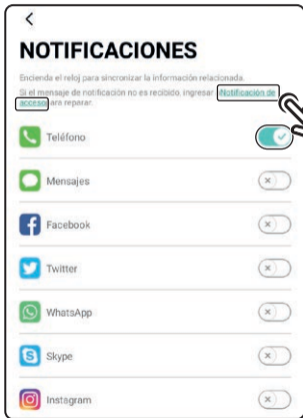 NOTIFICACIONES
Encienda el reloj para sincronizar la información relacionada.
Si el mensaje de notificación no es recibido, ingresar Notificación de
acceso para reparar.
Teléfono
Mensajes
Facebook
Twitter
WhatsApp
Skype
Instagram